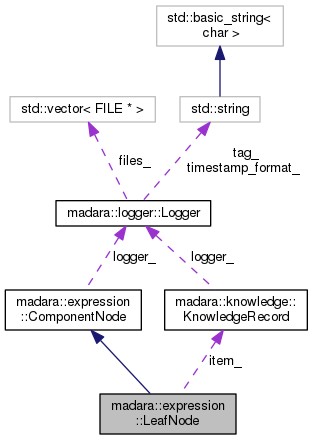 std::basic_string<
char >
std::vector< FILE * >
std::string
files_
tag_
timestamp_format_
madara::logger::Logger
logger_
logger_
madara::expression
::ComponentNode
madara::knowledge::
KnowledgeRecord
item_
madara::expression
::LeafNode